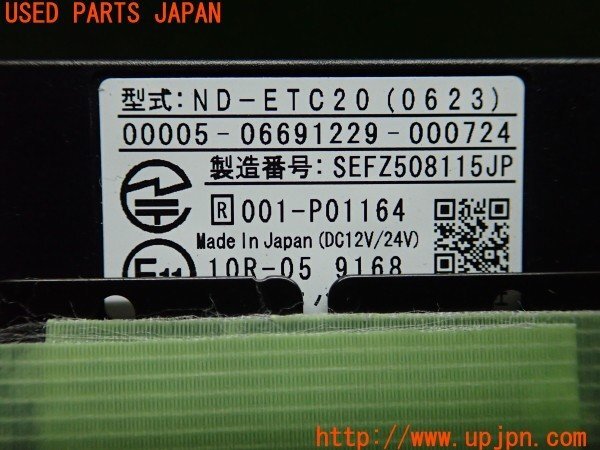 USED PARTS JAPAN
型式:ND-ETC20(0623)
00005-06691229-000724
製造番号:SEFZ508115JP
R 001-P01164
Made In Japan (DC12V/24V)
E11 10R-05 9168
http://www.upjpn.com/